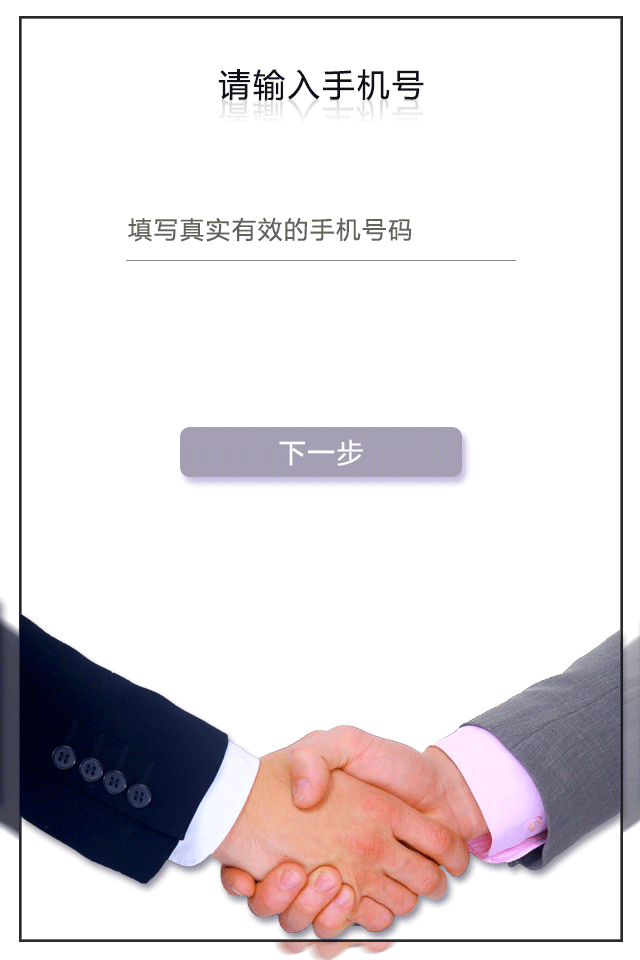 请输入手机号
填写真实有效的手机号码
下一步